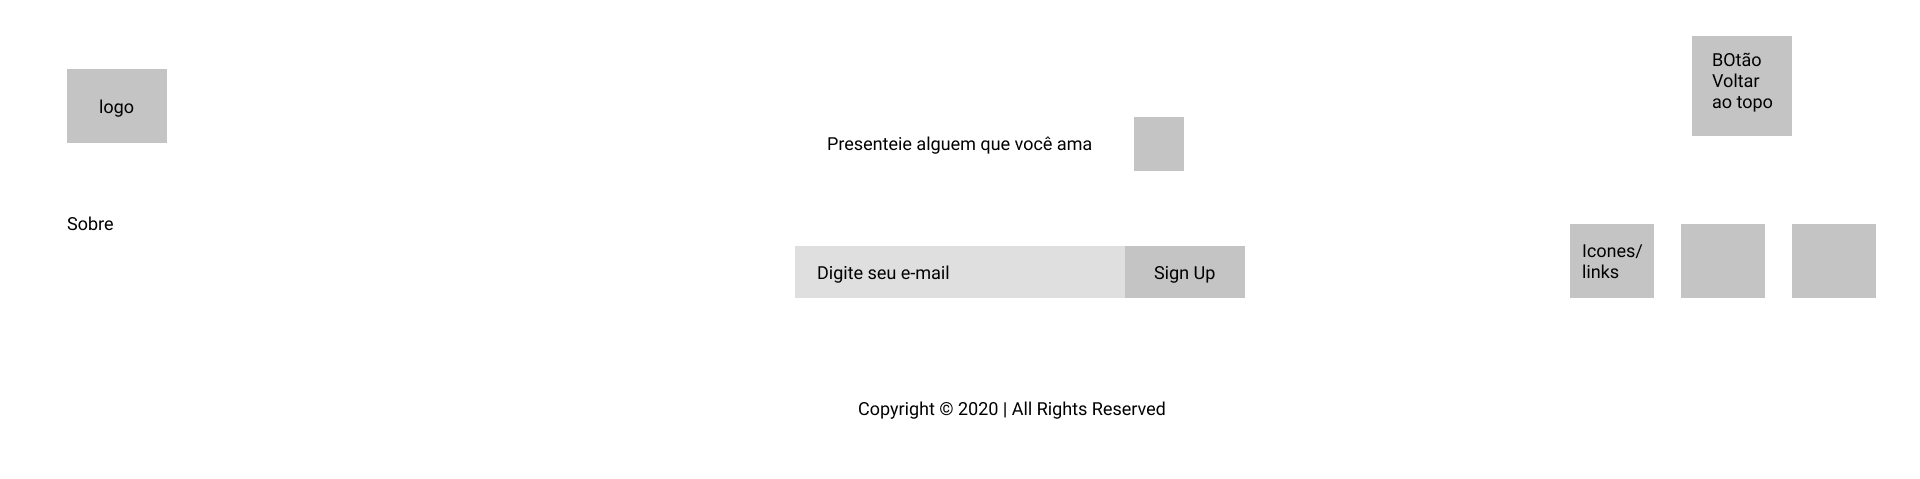 logo
Sobre
Presenteie alguem que você ama
Digite seu e-mail
Sign Up
Copyright © 2020 | All Rights Reserved
BOtão
Voltar
ao topo
Icones/
links